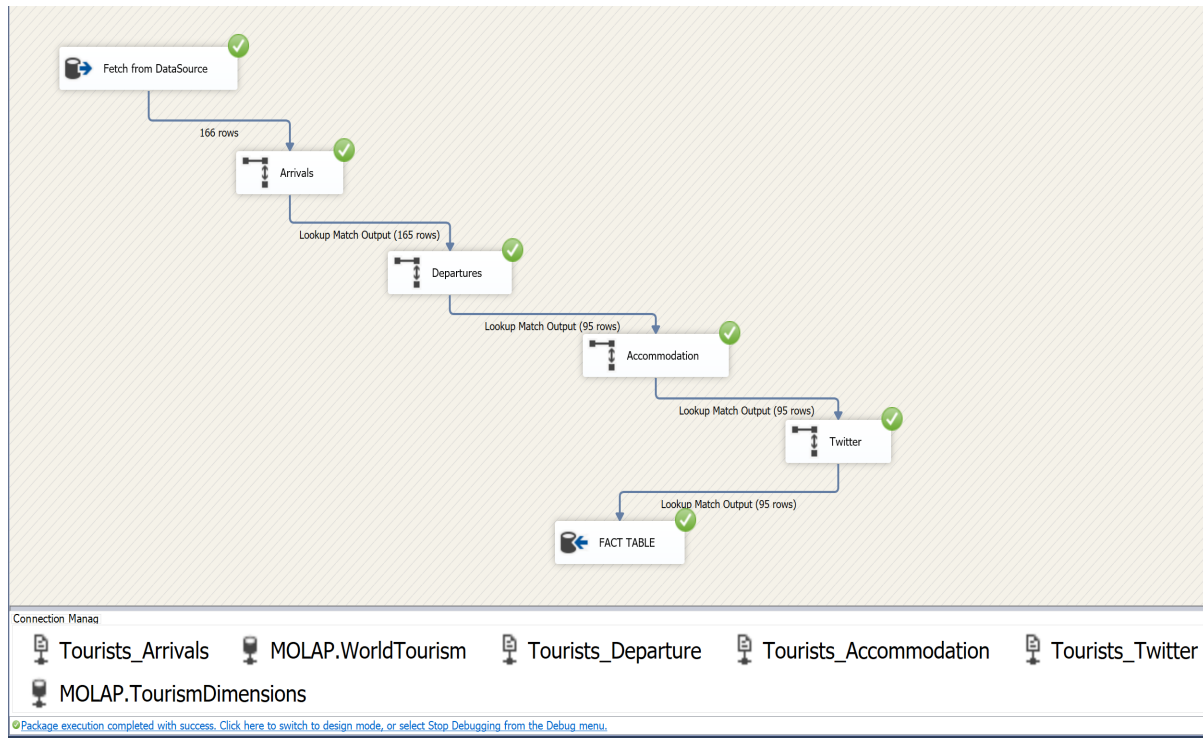 Fetch from DataSource
166 rows
Arrivals
Lookup Match Output (165 rows)
Departures
Lookup Match Output (95 rows)
Accommodation
Lookup Match Output (95 rows)
Twitter
Lookup Match Output (95 rows)
FACT TABLE
Connection Manag
Tourists_Arrivals MOLAP.WorldTourism Tourists_Departure Tourists_Accommodation Tourists_Twitter
MOLAP.TourismDimensions
Package execution completed with success. Click here to switch to design mode, or select Stop Debugging from the Debug menu.